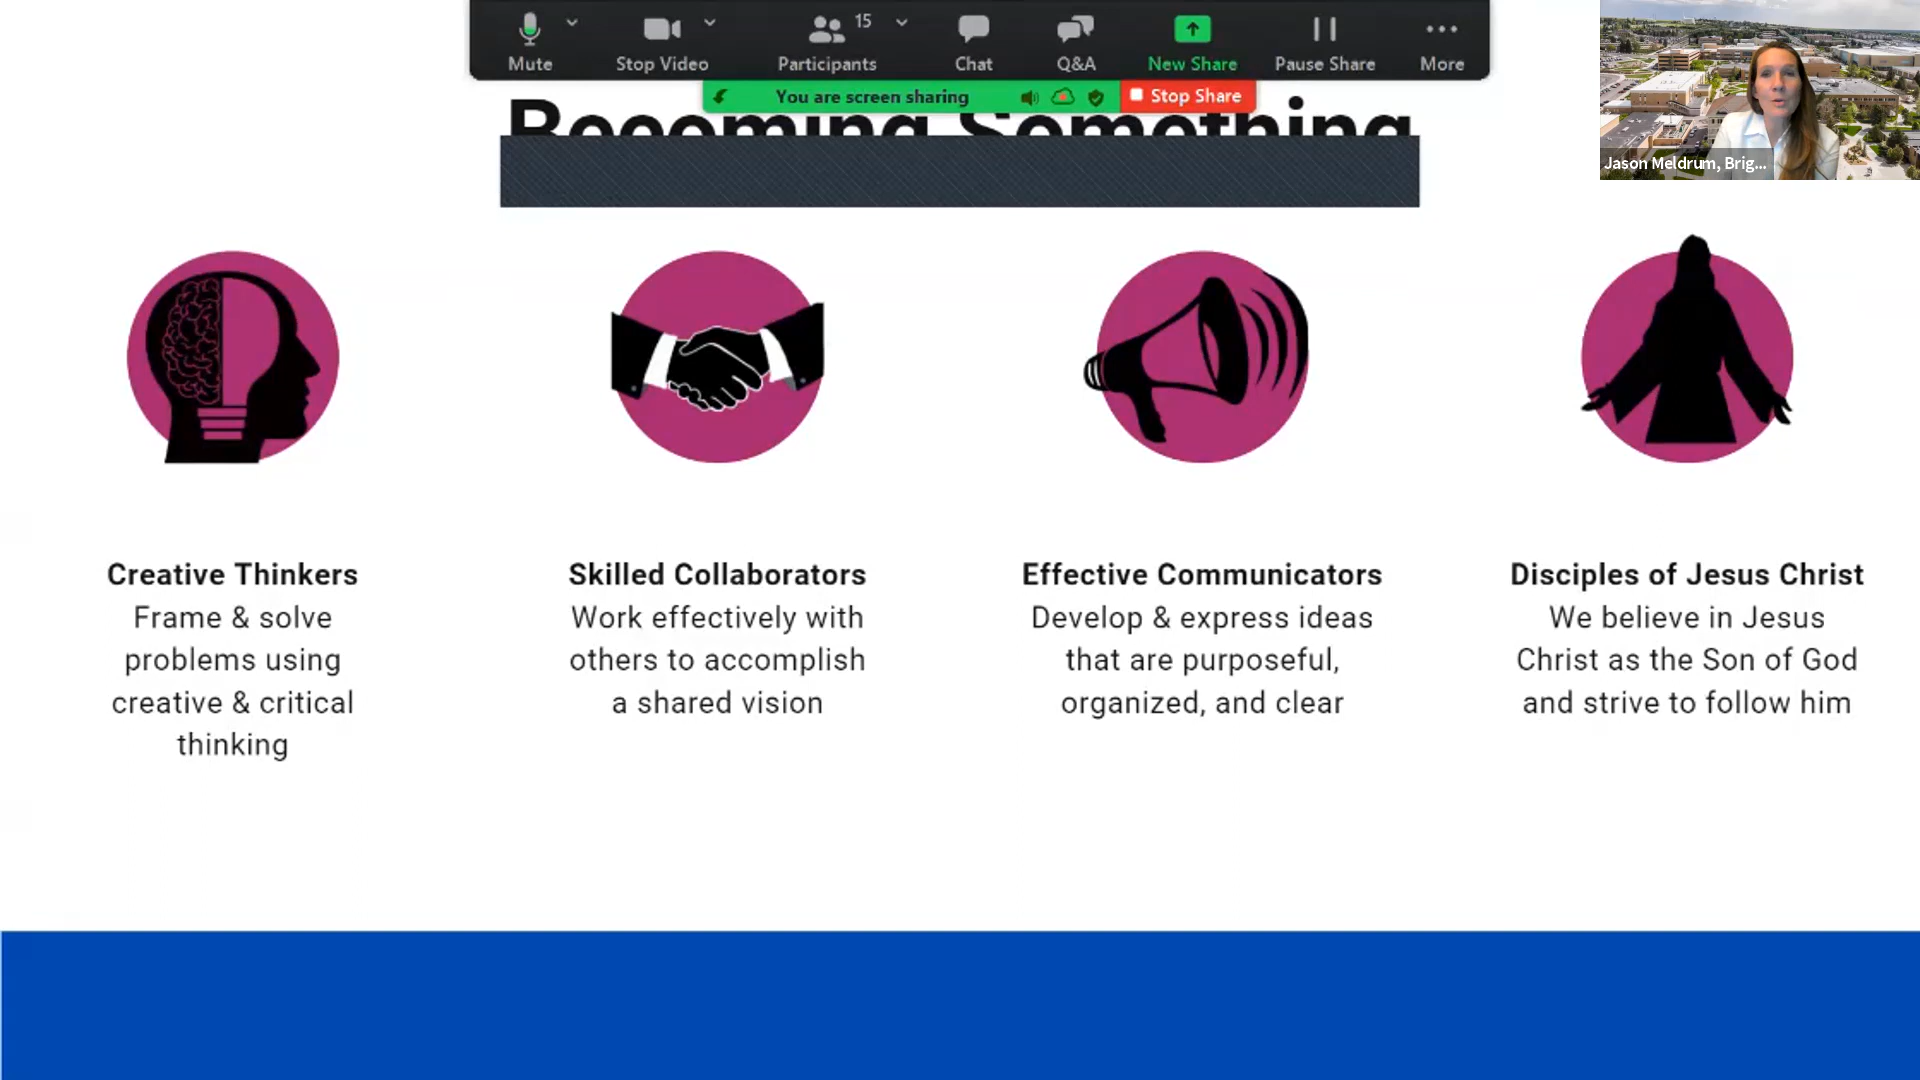 15
Mute
Stop Video
Participants
Chat
Q&A
New Share
Pause Share
More
You are screen sharing
Stop Share
Becoming Something
Jason Meldrum, Brig...
Creative Thinkers
Frame & solve
problems using
creative & critical
thinking
Skilled Collaborators
Work effectively with
others to accomplish
a shared vision
Effective Communicators
Develop & express ideas
that are purposeful,
organized, and clear
Disciples of Jesus Christ
We believe in Jesus
Christ as the Son of God
and strive to follow him